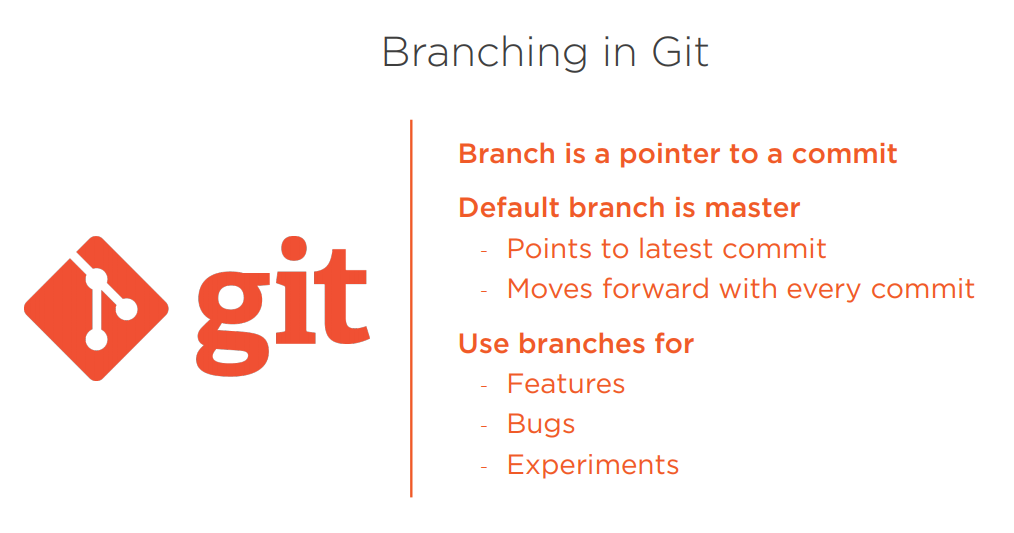 Branching in Git
git
Branch is a pointer to a commit
Default branch is master
- Points to latest commit
- Moves forward with every commit
Use branches for
- Features
- Bugs
- Experiments